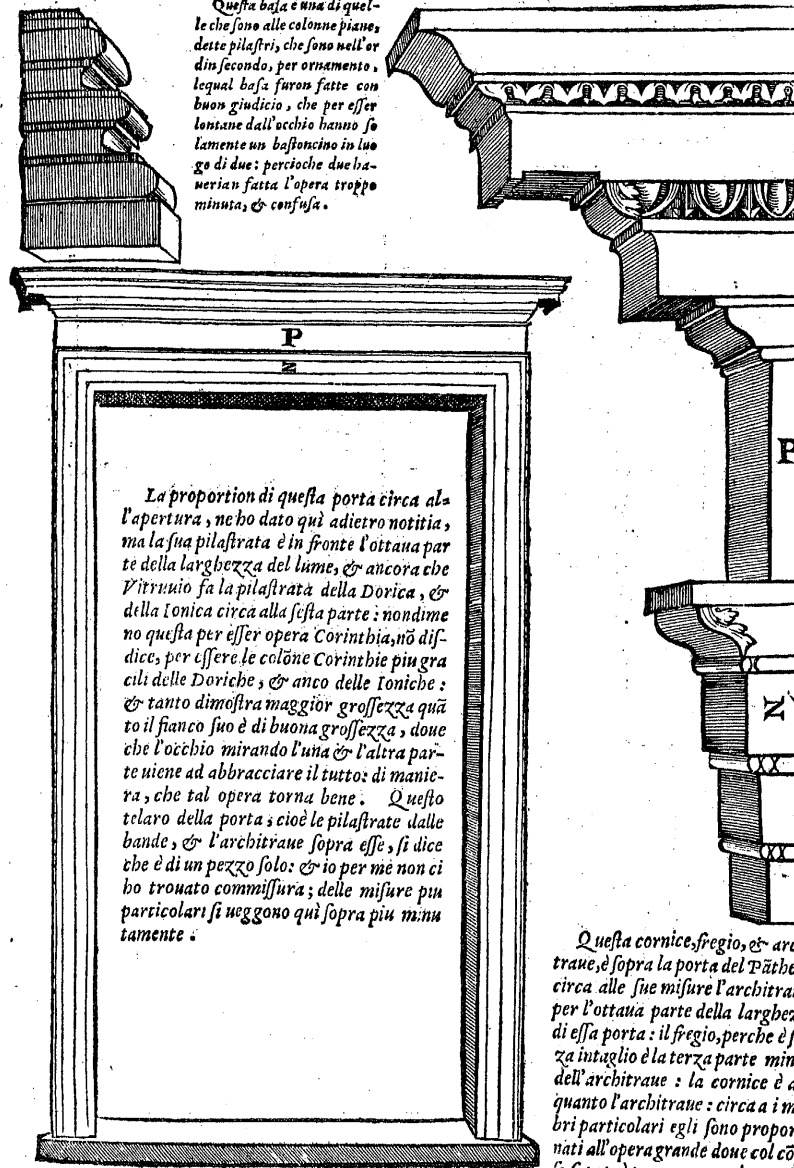 Questa basa è una di quel-
le che sono alle colonne piane,
dette pilastri, che sono nell'or
din secondo, per ornamento,
lequal basa furon fatte con
buon giudicio, che per esser
lontane dall'occhio hanno so
lamente un bastoncino in luo
go di due: percioche due ha-
uerian fatta l'opera troppo
minuta, & confusa.
P
N
La proportion di questa porta circa al=
l'apertura, ne ho dato quì adietro notitia,
ma la sua pilastrata è in fronte l'ottaua par
te della larghezza del lume, & ancora che
Vitruuio fa la pilastrata della Dorica, &
della Ionica circa alla sesta parte: nondime
no questa per esser opera Corinthia, nõ dis-
dice, per essere le colõne Corinthie piu gra
cili delle Doriche, & anco delle Ioniche:
& tanto dimostra maggior grossezza quã
to il fianco suo è di buona grossezza, doue
che l'occhio mirando l'una & l'altra par-
te uiene ad abbracciare il tutto: di manie-
ra, che tal opera torna bene. Questo
telaro della porta; cioè le pilastrate dalle
bande, & l'architraue sopra esse, si dice
che è di un pezzo solo: & io per me non ci
ho trouato commissura; delle misure piu
particolari si ueggono quì sopra piu minu
tamente.
P
N
Questa cornice, fregio, & arc
traue, è sopra la porta del Pãthe
circa alle sue misure l'architra
per l'ottaua parte della larghez
di essa porta: il fregio, perche è s
za intaglio è la terza parte min
dell'architraue: la cornice è a
quanto l'architraue: circa a i m
bri particolari egli sono propor
nati all'opera grande doue col cõ